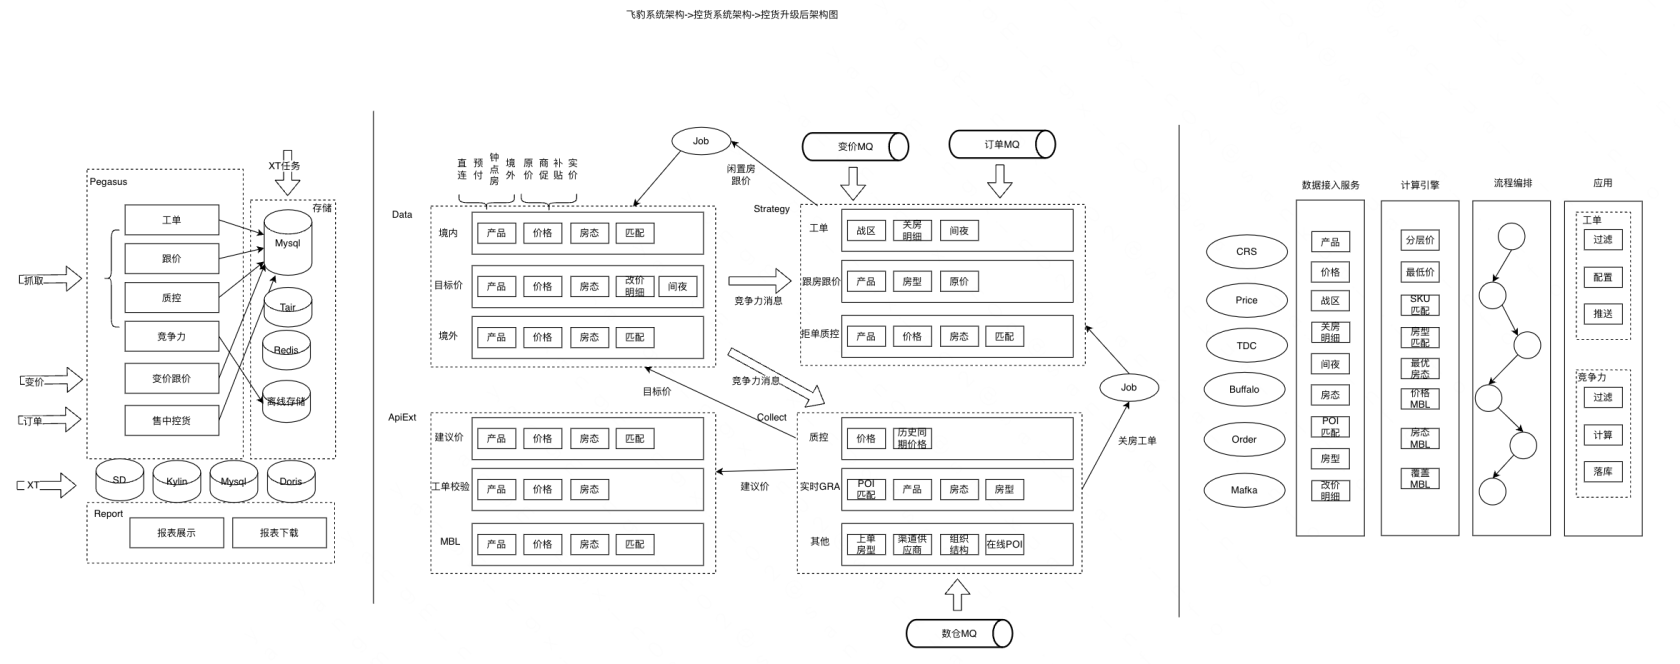 飞豹系统架构->控货系统架构->控货升级后架构图
XT任务
Pegasus
存储
工单
跟价
质控
竞争力
变价跟价
售中控货
抓取
变价
订单
XT
Mysql
Tair
Redis
离线存储
SD
Kylin
Mysql
Doris
Report
报表展示
报表下载
直连
预付
钟点房
境外
原价
商促
补贴
实价
Data
境内
产品
价格
房态
匹配
目标价
产品
价格
房态
改价
明细
间夜
境外
产品
价格
房态
匹配
Job
闲置房
跟价
变价MQ
订单MQ
Strategy
工单
战区
关房
明细
间夜
跟房跟价
产品
房型
原价
拒单质控
产品
价格
房态
匹配
竞争力消息
竞争力消息
目标价
建议价
Job
关房工单
ApiExt
建议价
产品
价格
房态
匹配
工单校验
产品
价格
房态
MBL
产品
价格
房态
匹配
Collect
质控
价格
历史同
期价格
实时GRA
POI
匹配
产品
房态
房型
其他
上单
房型
渠道供
应商
组织
结构
在线POI
数仓MQ
CRS
Price
TDC
Buffalo
Order
Mafka
数据接入服务
产品
价格
战区
关房
明细
间夜
房态
POI
匹配
房型
改价
明细
计算引擎
分层价
最低价
SKU
匹配
房型
匹配
最优
房态
价格
MBL
房态
MBL
覆盖
MBL
流程编排
应用
工单
过滤
配置
推送
竞争力
过滤
计算
落库